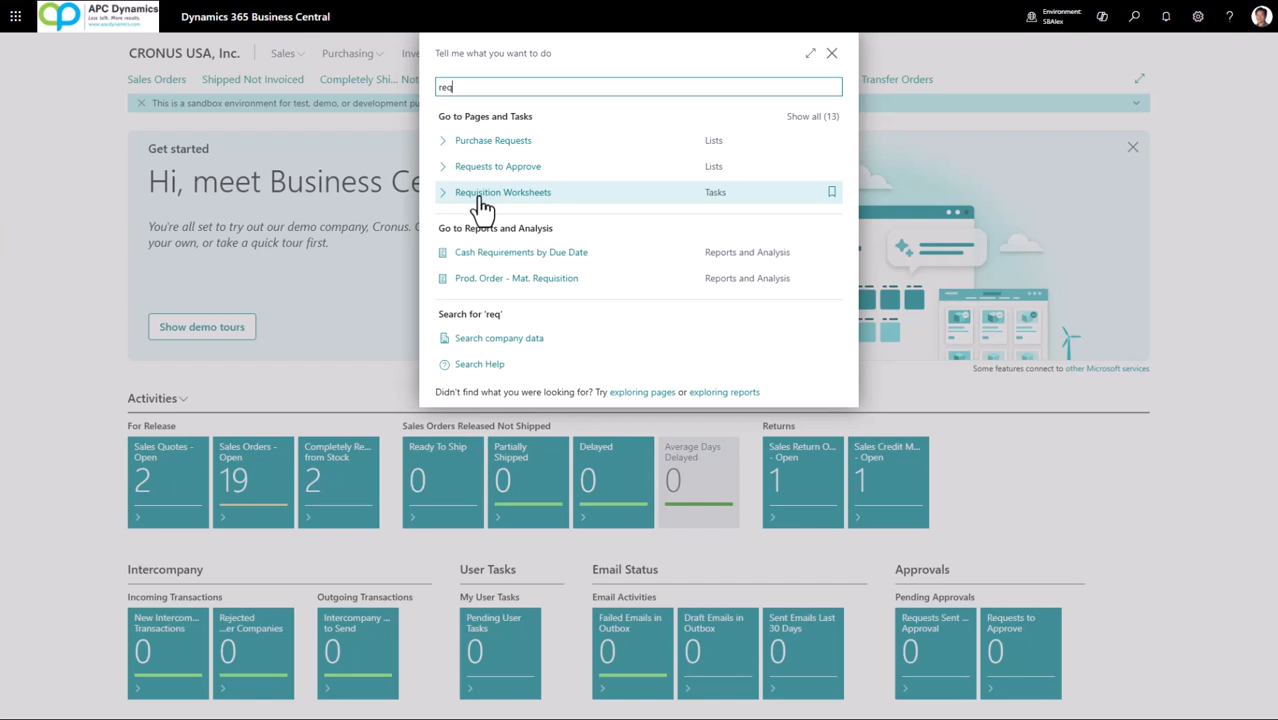 APC Dynamics
Less talk. More results.
www.apcdynamics.com
Dynamics 365 Business Central
Environment:
SBAlex
CRONUS USA, Inc.
Sales
Purchasing
Sales Orders
Shipped Not Invoiced
Completely Shi... Not
Transfer Orders
This is a sandbox environment for test, demo, or development
Get started
Hi, meet Business Ce
You're all set to try out our demo company, Cronus.
your own, or take a quick tour first.
Show demo tours
Some features connect to other Microsoft services
Tell me what you want to do
req
Go to Pages and Tasks
Show all (13)
Purchase Requests
Lists
Requests to Approve
Lists
Requisition Worksheets
Tasks
Go to Reports and Analysis
Cash Requirements by Due Date
Reports and Analysis
Prod. Order - Mat. Requisition
Reports and Analysis
Search for 'req'
Search company data
Search Help
Didn't find what you were looking for? Try exploring pages or exploring reports
Activities
For Release
Sales Quotes -
Open
2
Sales Orders -
Open
19
Completely Re...
from Stock
2
Sales Orders Released Not Shipped
Ready To Ship
0
Partially
Shipped
0
Delayed
0
Average Days
Delayed
0
Returns
Sales Return O...
- Open
1
Sales Credit M...
- Open
1
Intercompany
Incoming Transactions
New Intercom...
Transactions
0
Rejected
...er Companies
0
Outgoing Transactions
Intercompany ...
to Send
0
User Tasks
My User Tasks
Pending User
Tasks
0
Email Status
Email Activities
Failed Emails in
Outbox
0
Draft Emails in
Outbox
0
Sent Emails Last
30 Days
0
Approvals
Pending Approvals
Requests Sent ...
Approval
0
Requests to
Approve
0